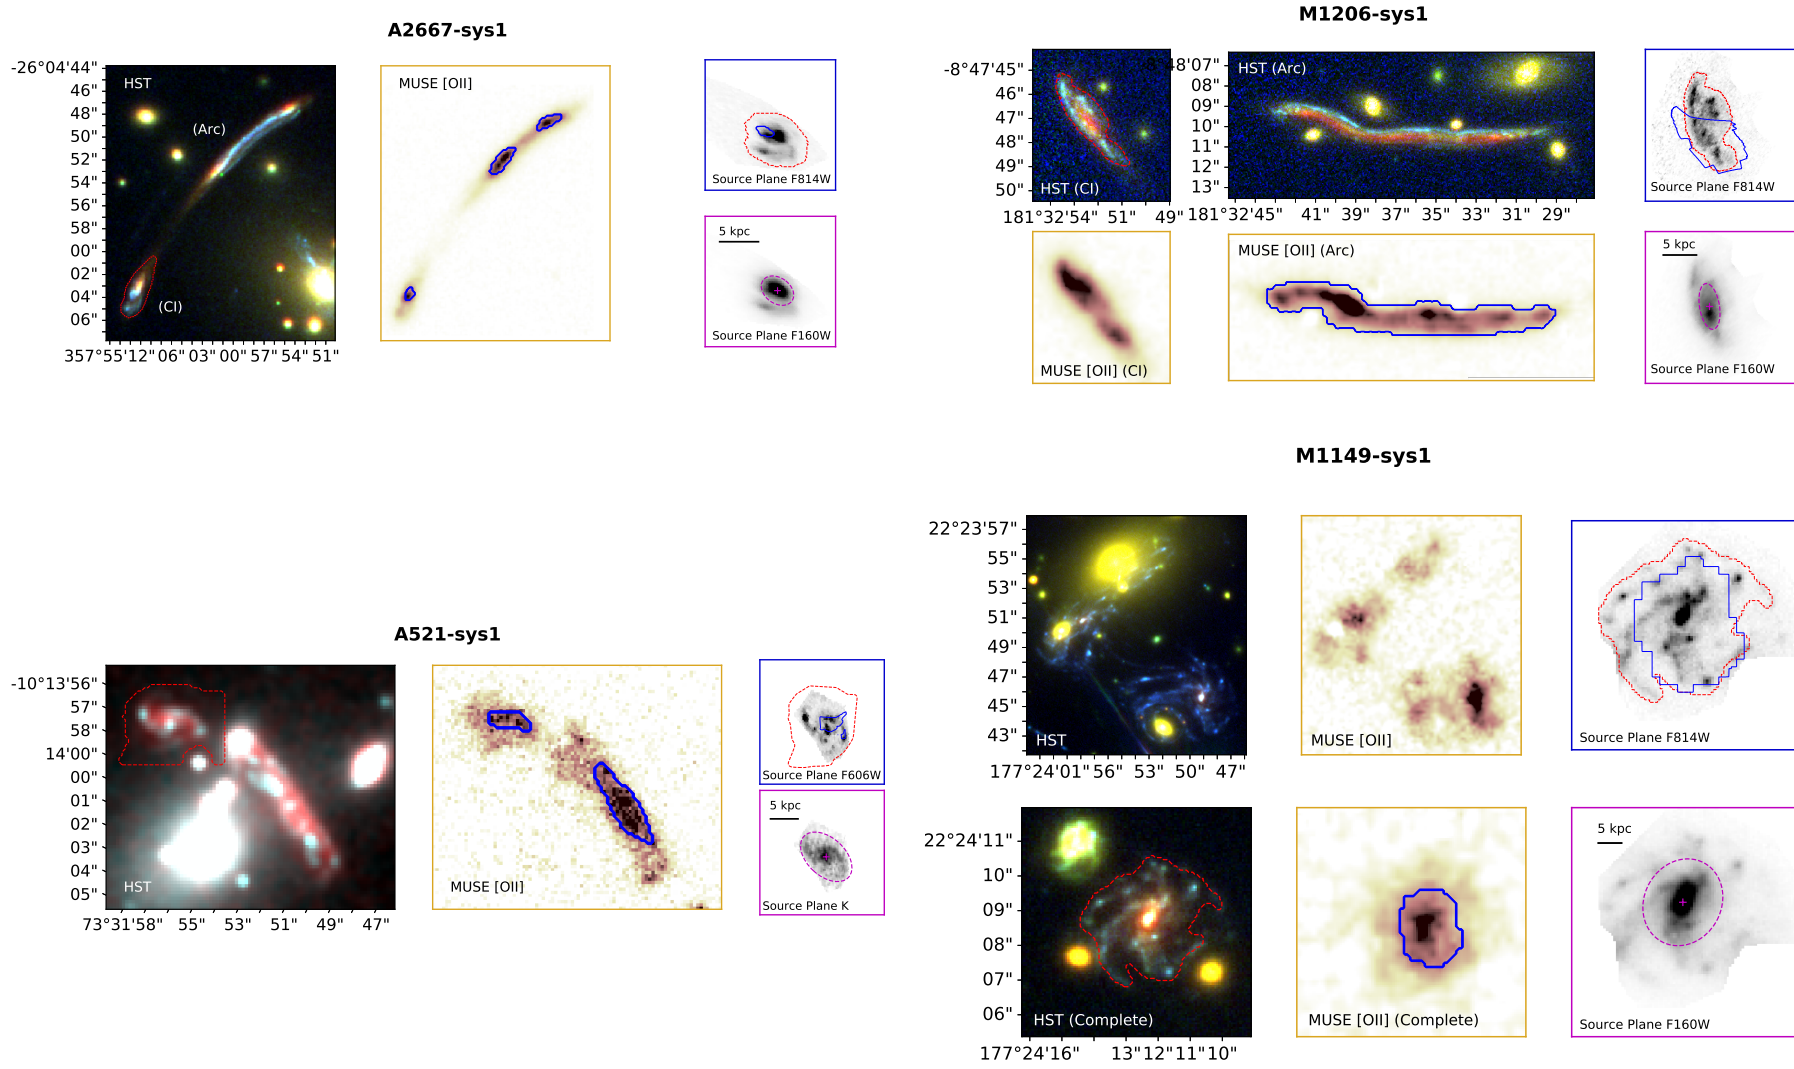 A2667-sys1
-26°04'44"
46"
48"
50"
52"
54"
56"
58"
00"
02"
04"
06"
357°55'12"06"03"00"57"54"51"
HST
(Arc)
(CI)
MUSE [OII]
Source Plane F814W
5 kpc
Source Plane F160W
M1206-sys1
-8°47'45"
46"
47"
48"
49"
50"
181°32'54" 51" 49"
HST (CI)
48'07"
08"
09"
10"
11"
12"
13"
181°32'45" 41" 39" 37" 35" 33" 31" 29"
HST (Arc)
Source Plane F814W
MUSE [OII] (CI)
MUSE [OII] (Arc)
5 kpc
Source Plane F160W
A521-sys1
-10°13'56"
57"
58"
14'00"
00"
01"
02"
03"
04"
05"
73°31'58" 55" 53" 51" 49" 47"
HST
MUSE [OII]
Source Plane F606W
5 kpc
Source Plane K
M1149-sys1
22°23'57"
55"
53"
51"
49"
47"
45"
43"
177°24'01"56" 53" 50" 47"
HST
MUSE [OII]
Source Plane F814W
22°24'11"
10"
09"
08"
07"
06"
177°24'16" 13"12"11"10"
HST (Complete)
MUSE [OII] (Complete)
5 kpc
Source Plane F160W